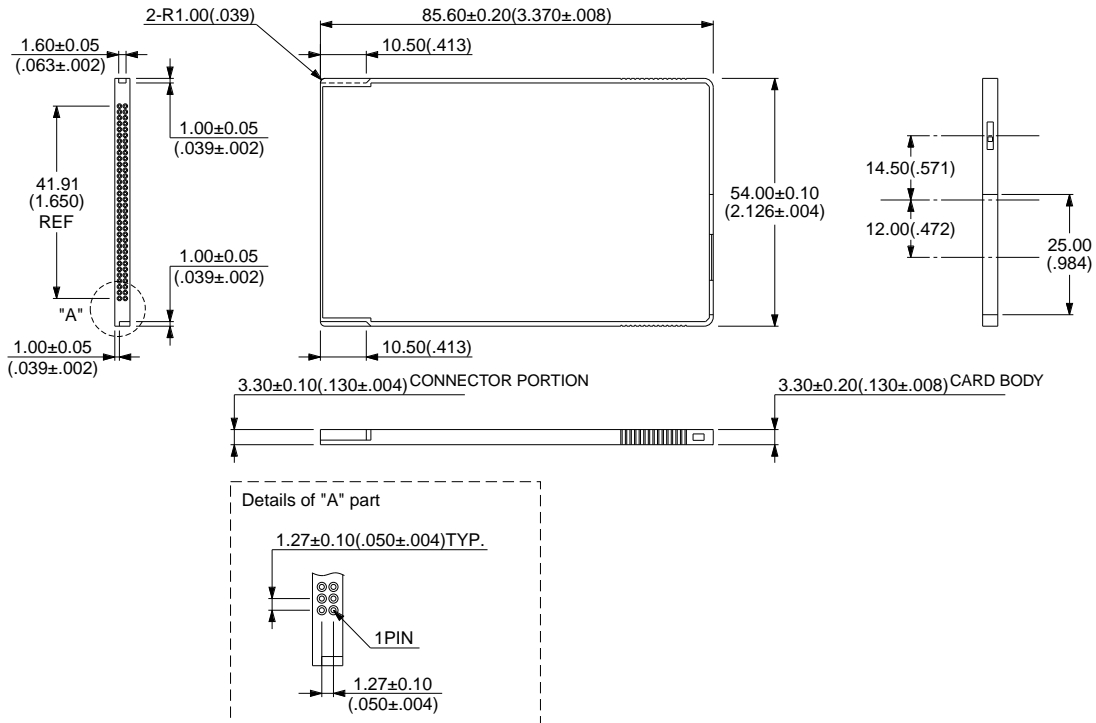 2-R1.00(.039)
85.60±0.20(3.370±.008)
1.60±0.05
(.063±.002)
10.50(.413)
1.00±0.05
(.039±.002)
41.91
(1.650)
REF
54.00±0.10
(2.126±.004)
14.50(.571)
12.00(.472)
25.00
(.984)
1.00±0.05
(.039±.002)
"A"
1.00±0.05
(.039±.002)
10.50(.413)
3.30±0.10(.130±.004) CONNECTOR PORTION
3.30±0.20(.130±.008) CARD BODY
Details of "A" part
1.27±0.10(.050±.004)TYP.
1PIN
1.27±0.10
(.050±.004)